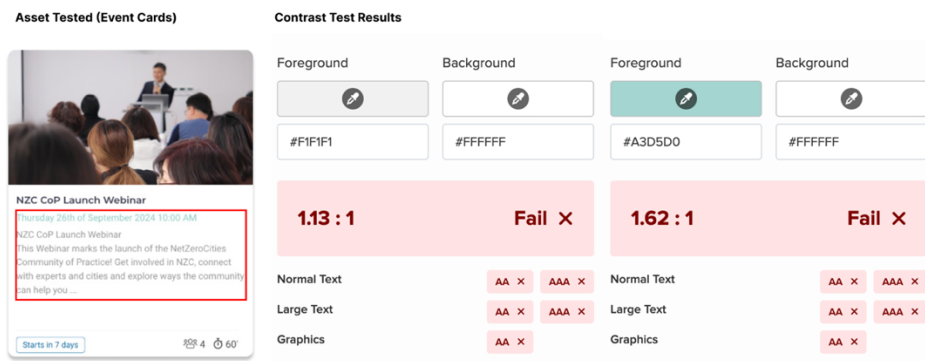 Asset Tested (Event Cards)
Contrast Test Results
NZC CoP Launch Webinar
Thursday 26th of September 2024 10:00 AM
NZC CoP Launch Webinar
This Webinar marks the launch of the NetZeroCities
Community of Practice! Get involved in NZC, connect
with experts and cities and explore ways the community
can help you ...
Starts in 7 days
4
60'
Foreground
Background
#F1F1F1
#FFFFFF
1.13 : 1
Fail ×
Normal Text
AA ×
AAA ×
Large Text
AA ×
AAA ×
Graphics
AA ×
Foreground
Background
#A3D5D0
#FFFFFF
1.62 : 1
Fail ×
Normal Text
AA ×
AAA ×
Large Text
AA ×
AAA ×
Graphics
AA ×